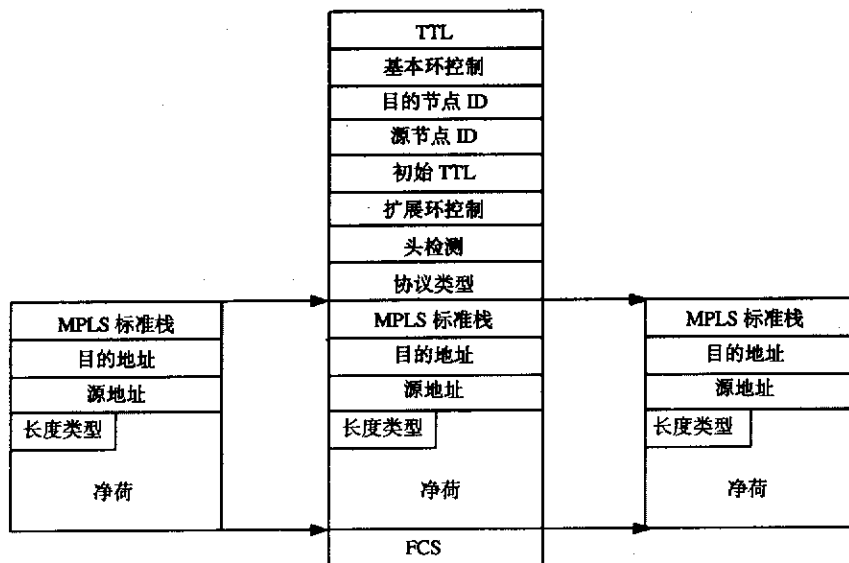 TTL
基本环控制
目的节点 ID
源节点 ID
初始 TTL
扩展环控制
头检测
协议类型
MPLS 标准栈
目的地址
源地址
长度类型
净荷
MPLS 标准栈
目的地址
源地址
长度类型
净荷
FCS
MPLS 标准栈
目的地址
源地址
长度类型
净荷